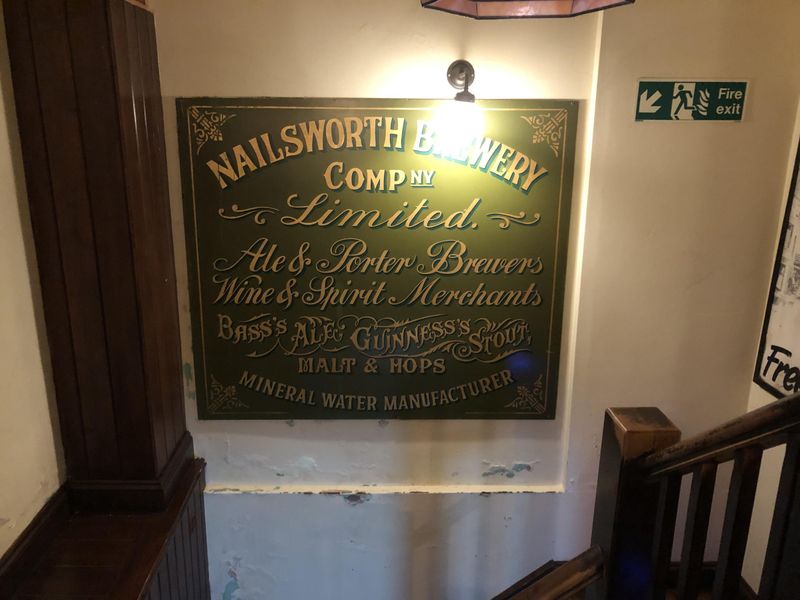 NAILSWORTH BREWERY
COMPNY
Limited.
Ale & Porter Brewers
Wine & Spirit Merchants
BASS'S ALE, GUINNESS'S STOUT,
MALT & HOPS
MINERAL WATER MANUFACTURER
Fire
exit
Fre